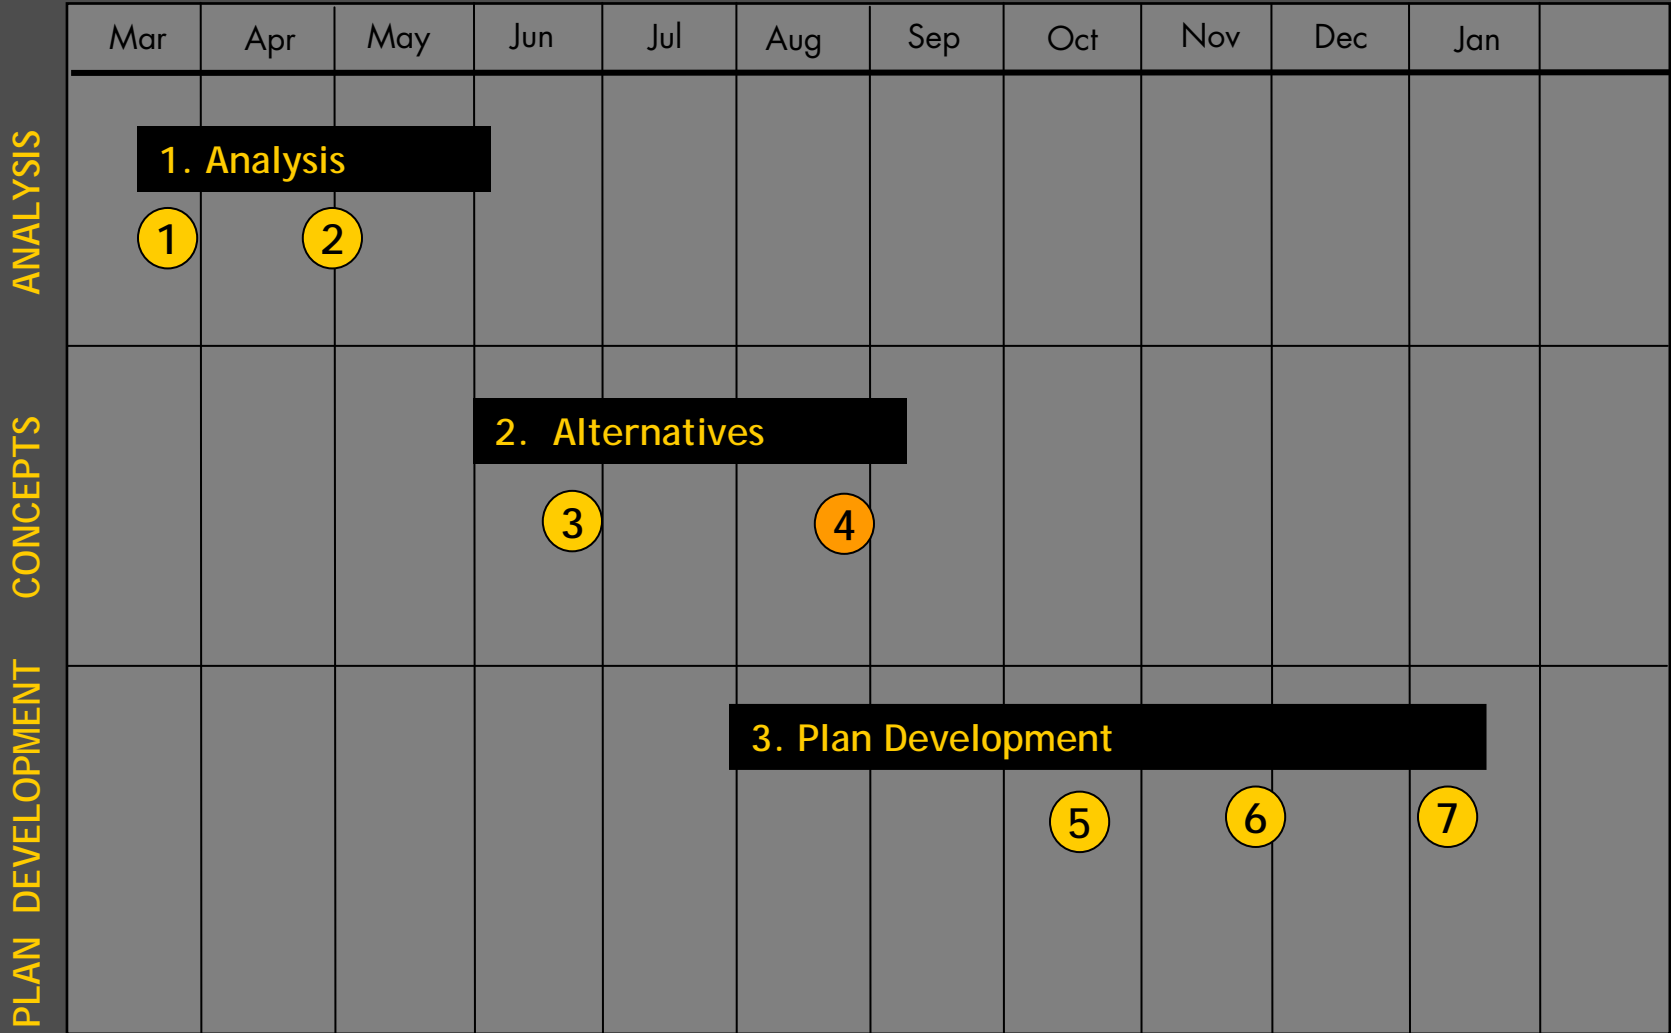 Mar Apr May Jun Jul Aug Sep Oct Nov Dec Jan
ANALYSIS
1. Analysis
1 2
CONCEPTS
2. Alternatives
3 4
PLAN DEVELOPMENT
3. Plan Development
5 6 7